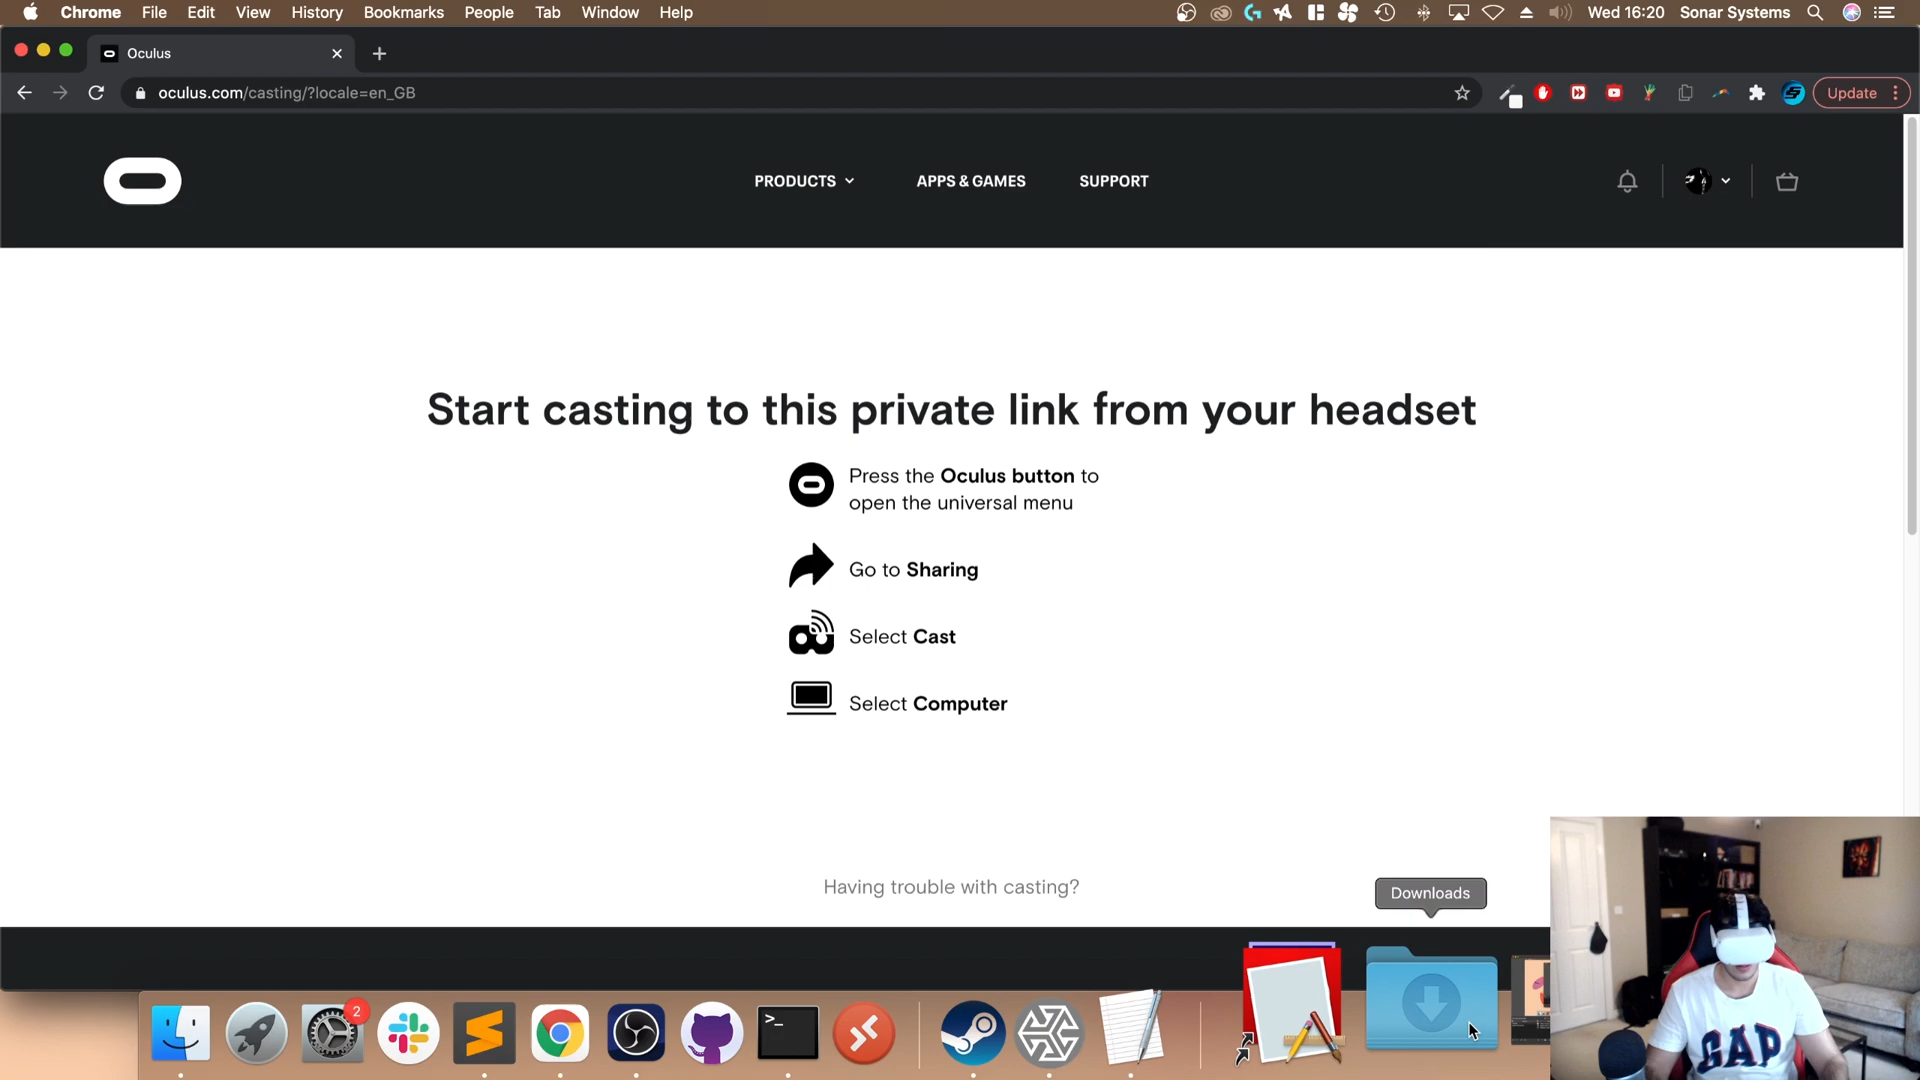 Chrome File Edit View History Bookmarks People Tab Window Help Wed 16:20 Sonar Systems
Oculus
oculus.com/casting/?locale=en_GB Update
PRODUCTS APPS & GAMES SUPPORT
Start casting to this private link from your headset
Press the Oculus button to
open the universal menu
Go to Sharing
Select Cast
Select Computer
Having trouble with casting?
Downloads
2
>_
GAP